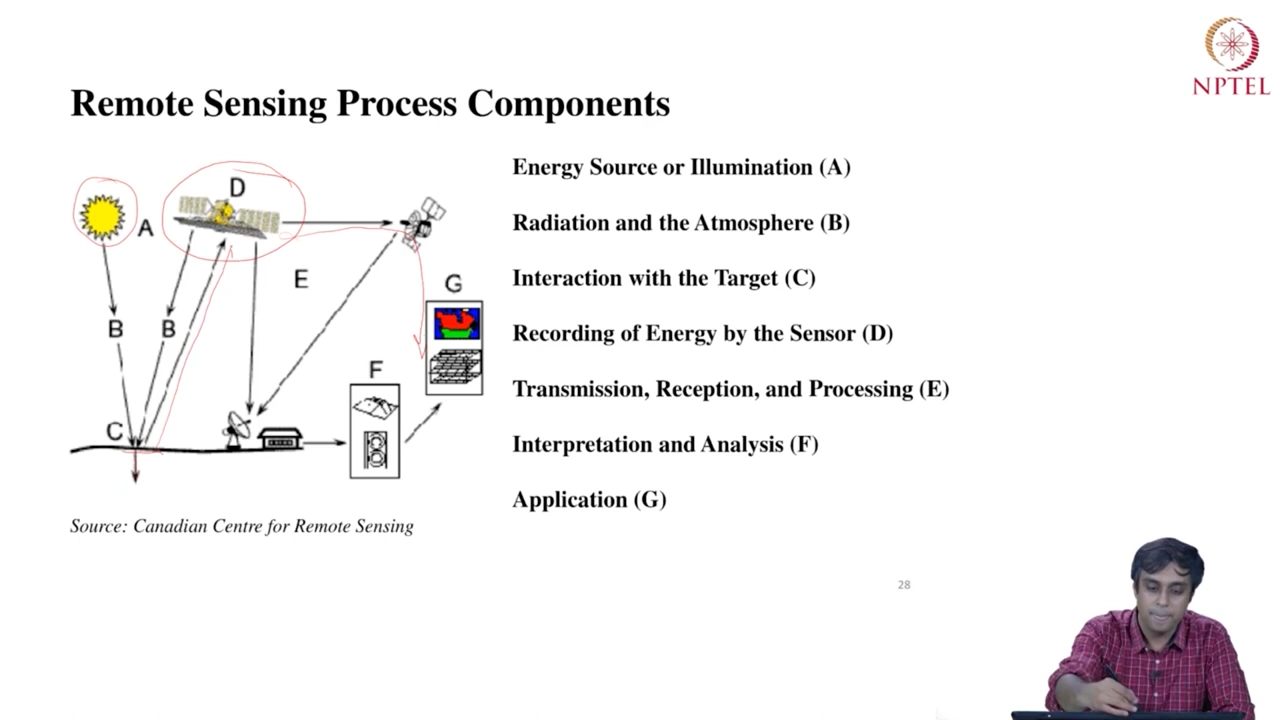 NPTEL
Remote Sensing Process Components
D
A
E
G
B
B
F
C
Energy Source or Illumination (A)
Radiation and the Atmosphere (B)
Interaction with the Target (C)
Recording of Energy by the Sensor (D)
Transmission, Reception, and Processing (E)
Interpretation and Analysis (F)
Application (G)
Source: Canadian Centre for Remote Sensing
28